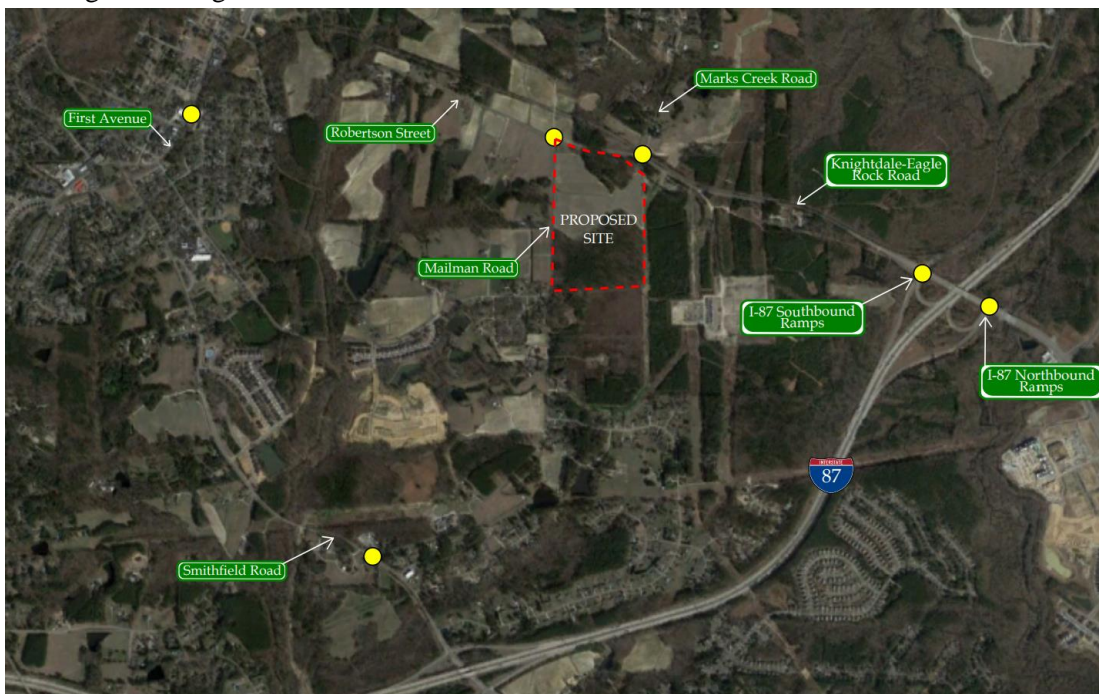 Marks Creek Road
First Avenue
Robertson Street
Knightdale-Eagle
Rock Road
PROPOSED
SITE
Mailman Road
I-87 Southbound
Ramps
I-87 Northbound
Ramps
INTERSTATE
87
Smithfield Road